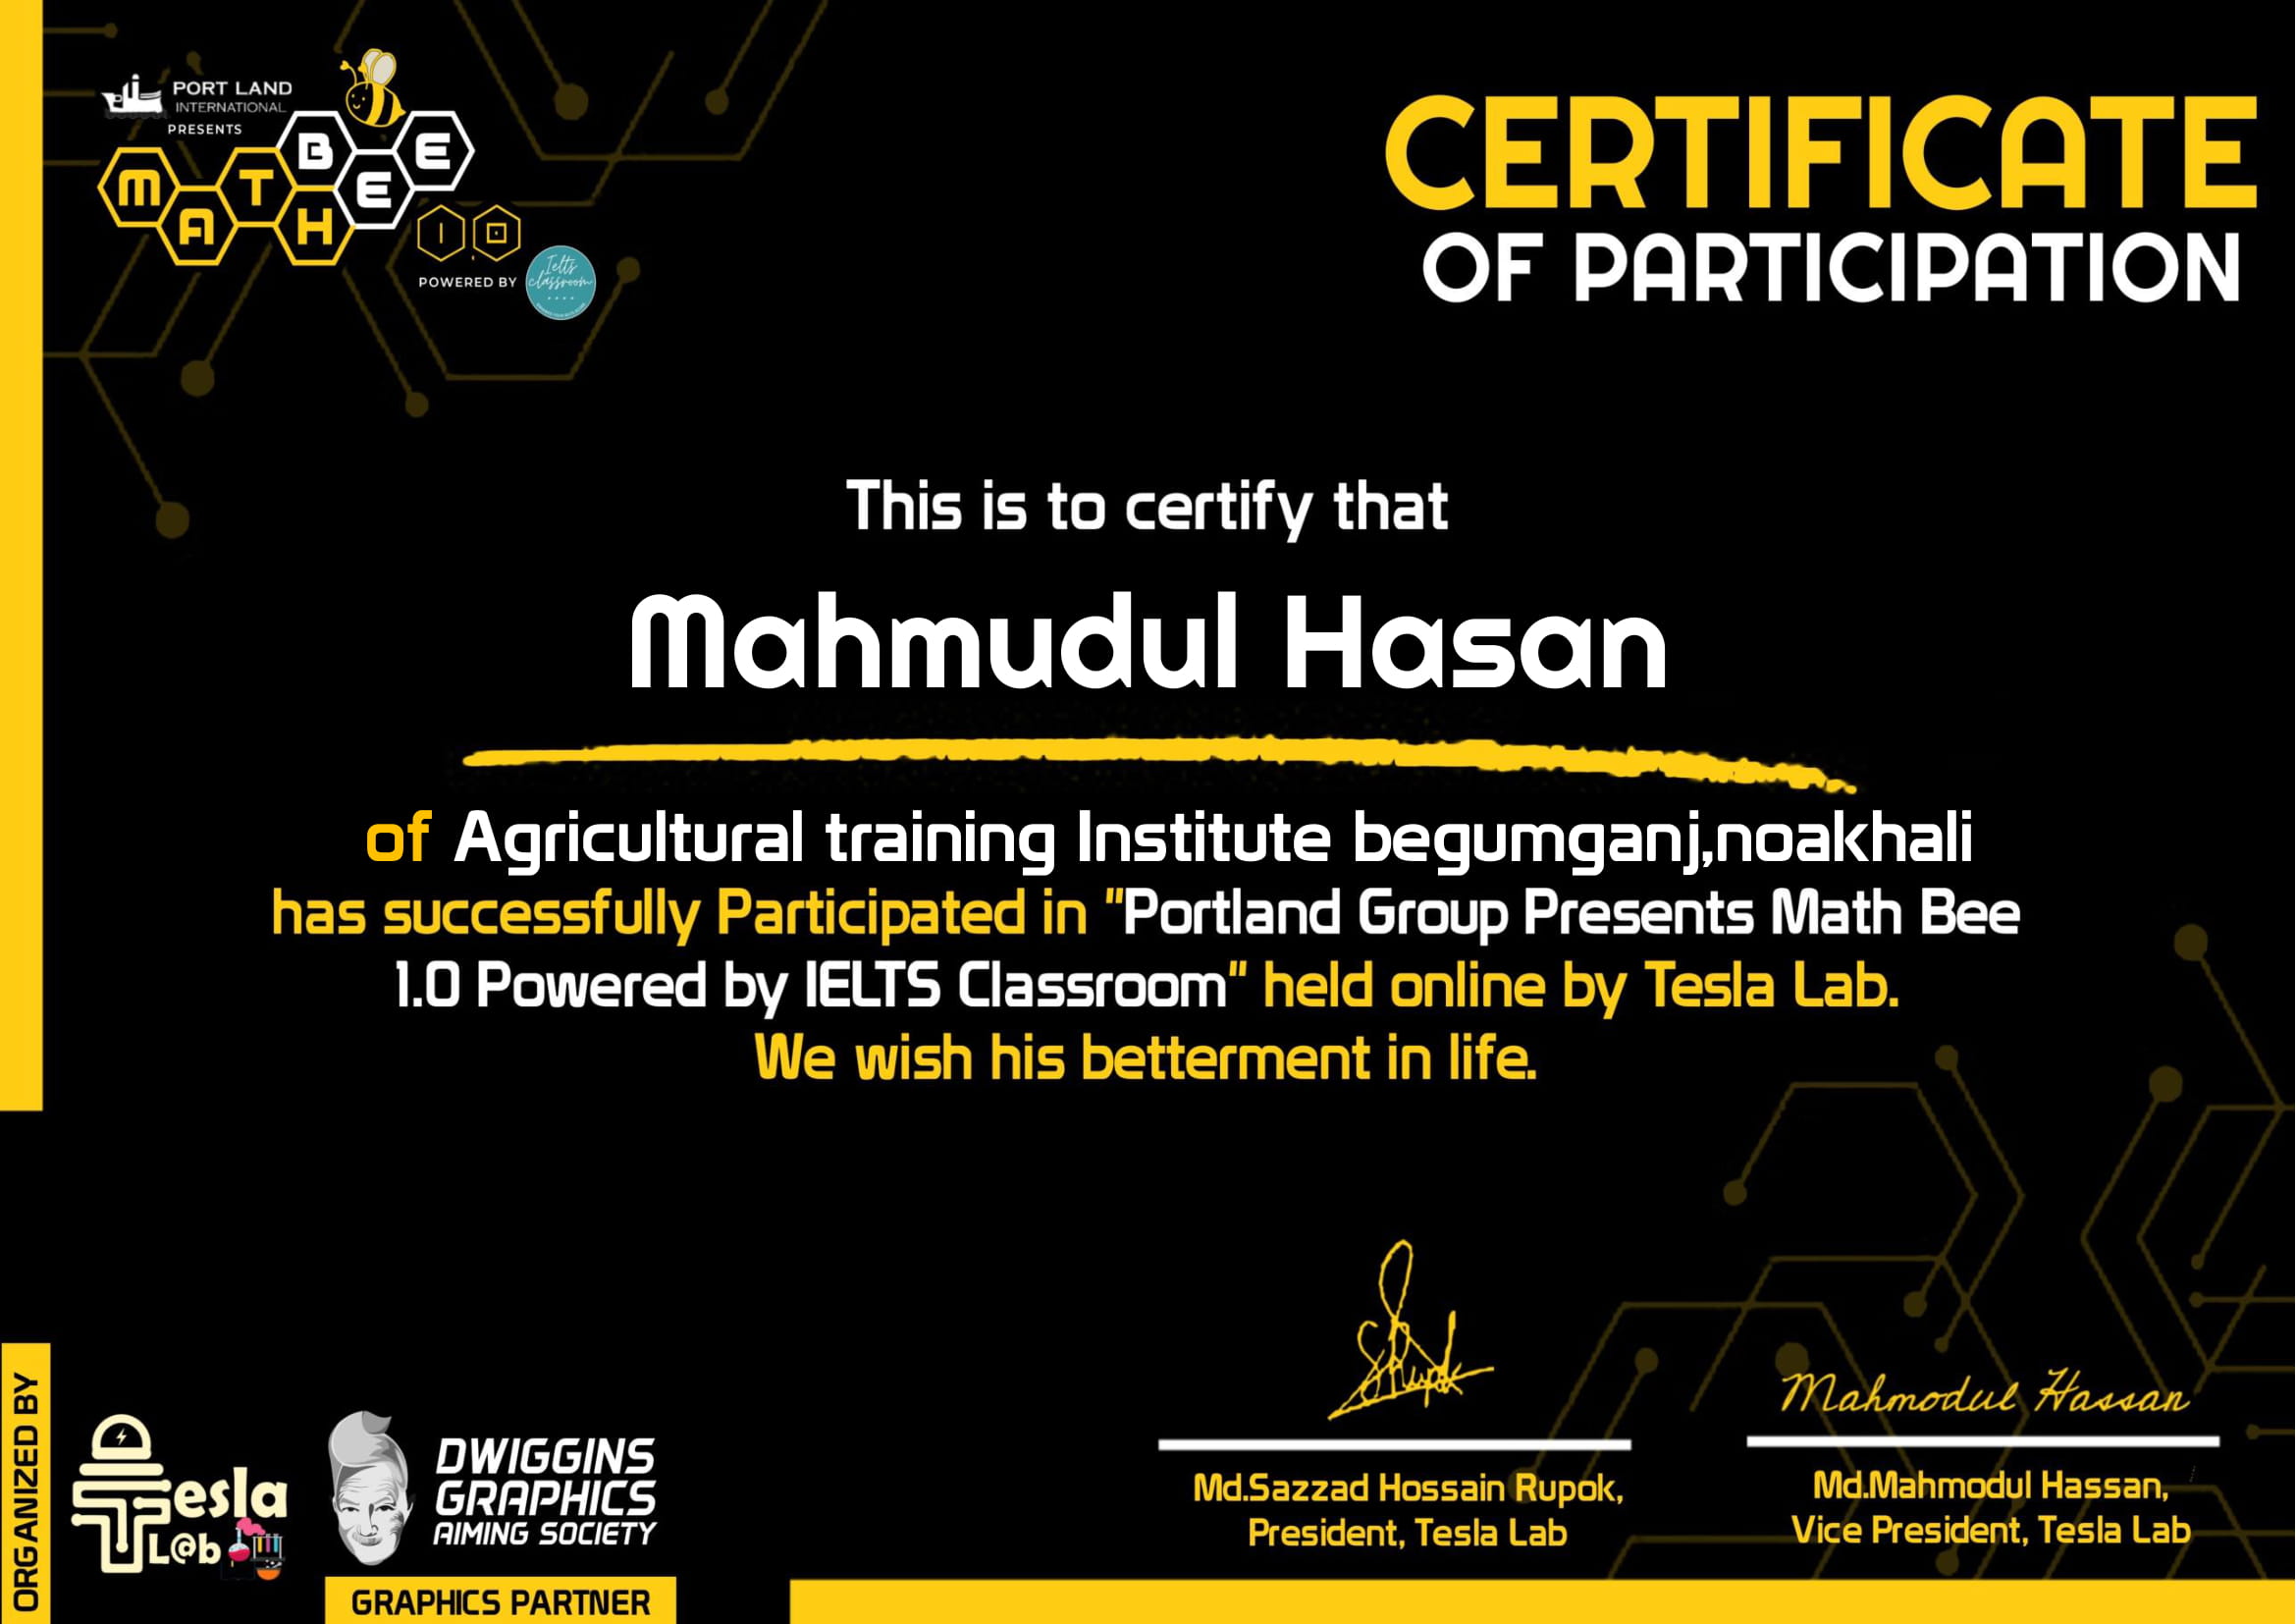 PORT LAND
INTERNATIONAL
PRESENTS
MATH BEE
1.0
POWERED BY
Ielts
classroom
CERTIFICATE
OF PARTICIPATION
This is to certify that
Mahmudul Hasan
of Agricultural training Institute begumganj,noakhali
has successfully Participated in "Portland Group Presents Math Bee
1.0 Powered by IELTS Classroom" held online by Tesla Lab.
We wish his betterment in life.
ORGANIZED BY
Tesla
L@b
DWIGGINS
GRAPHICS
AIMING SOCIETY
GRAPHICS PARTNER
Md.Sazzad Hossain Rupok,
President, Tesla Lab
Mahmodul Hassan
Md.Mahmodul Hassan,
Vice President, Tesla Lab